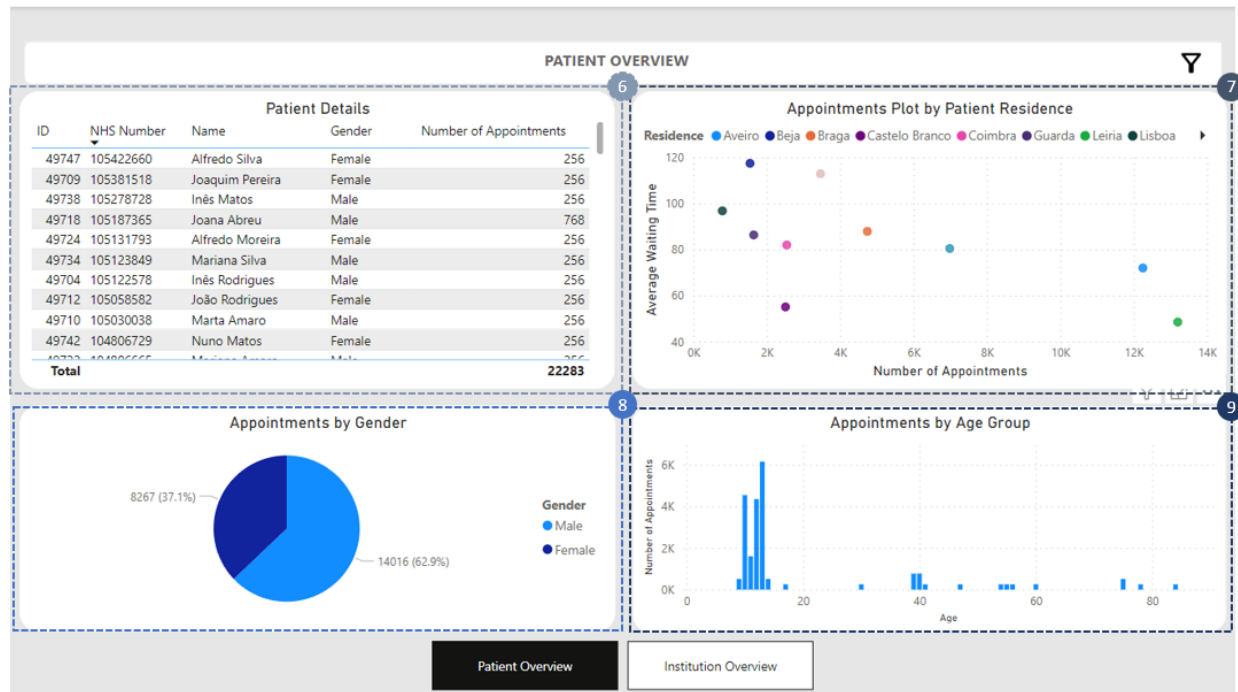 PATIENT OVERVIEW
6
7
Patient Details
ID NHS Number Name Gender Number of Appointments
49747 105422660 Alfredo Silva Female 256
49709 105381518 Joaquim Pereira Female 256
49738 105278728 Inês Matos Male 256
49718 105187365 Joana Abreu Male 768
49724 105131793 Alfredo Moreira Female 256
49734 105123849 Mariana Silva Male 256
49704 105122578 Inês Rodrigues Male 256
49712 105058582 João Rodrigues Female 256
49710 105030038 Marta Amaro Male 256
49742 104806729 Nuno Matos Female 256
Total 22283
Appointments Plot by Patient Residence
Residence Aveiro Beja Braga Castelo Branco Coimbra Guarda Leiria Lisboa
Average Waiting Time
120
100
80
60
40
0K 2K 4K 6K 8K 10K 12K 14K
Number of Appointments
8
9
Appointments by Gender
8267 (37.1%)
14016 (62.9%)
Gender
Male
Female
Appointments by Age Group
Number of Appointments
6K
4K
2K
0K
0 20 40 60 80
Age
Patient Overview
Institution Overview